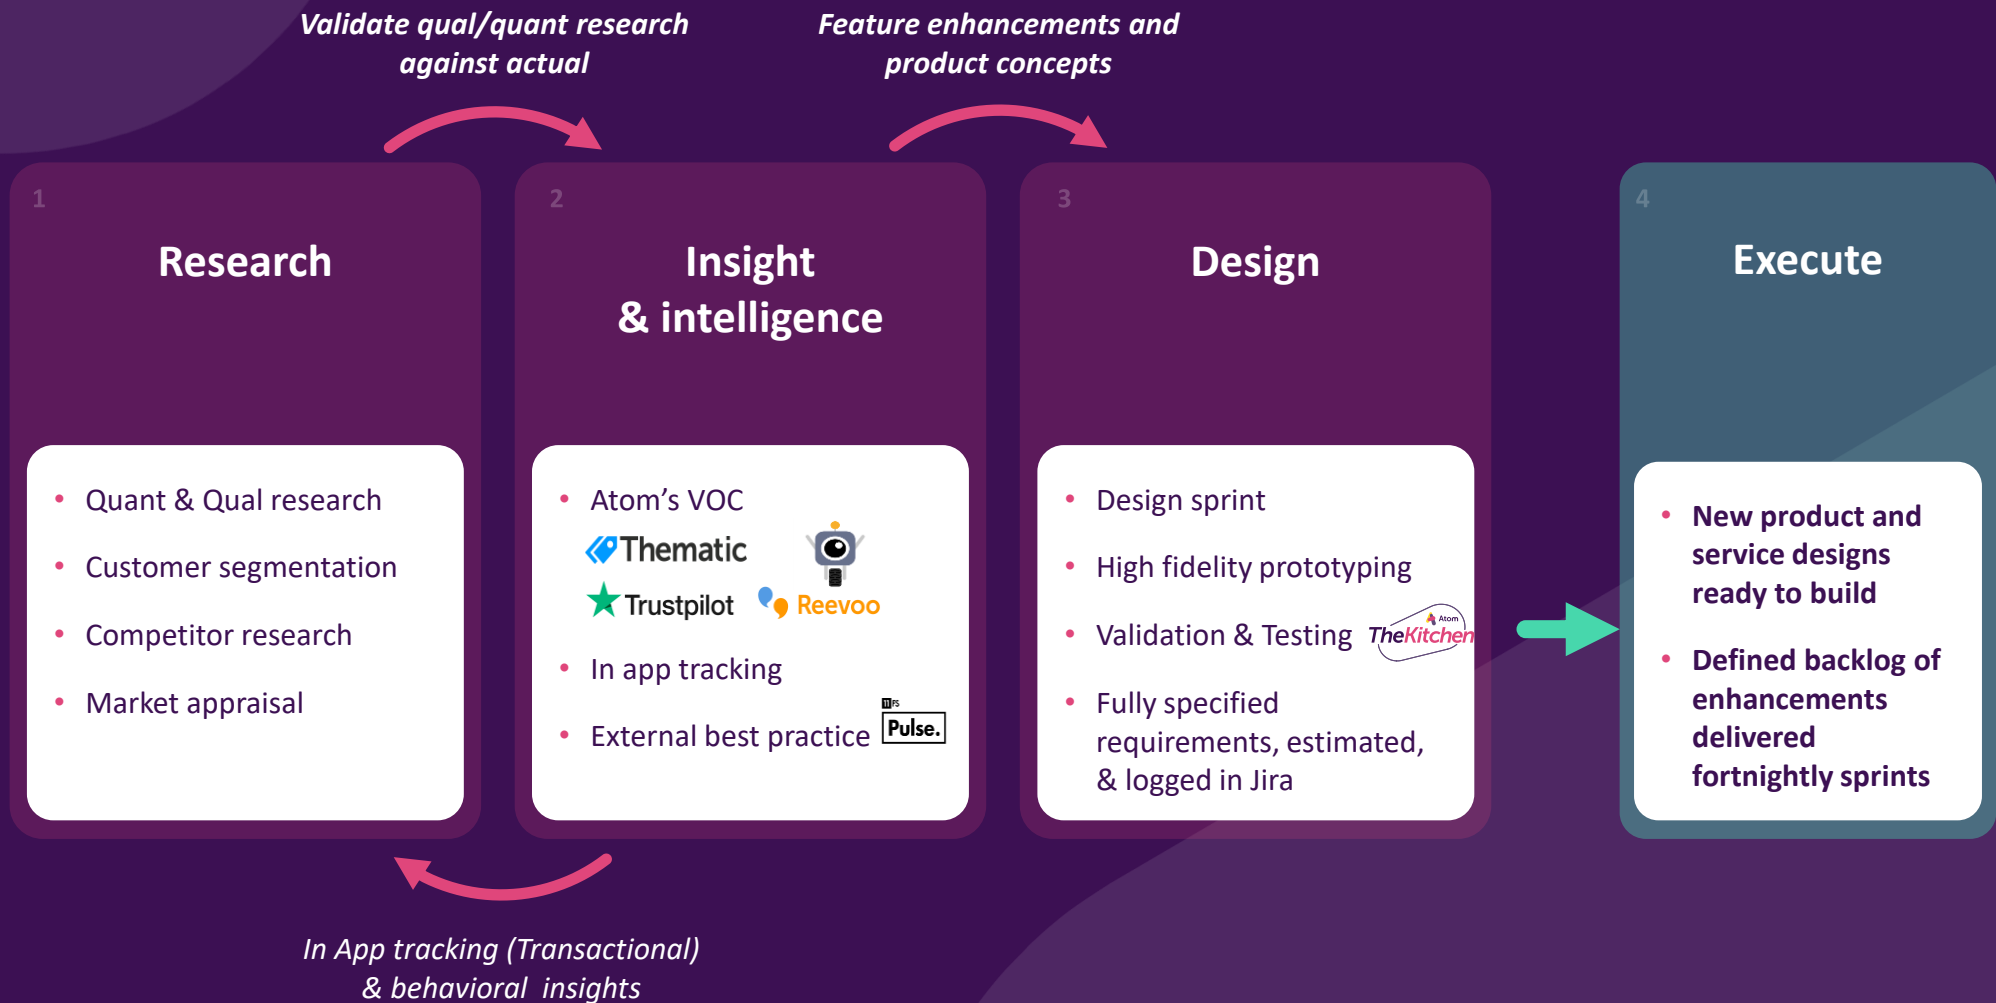 Validate qual/quant research
against actual
Feature enhancements and
product concepts
1
Research
• Quant & Qual research
• Customer segmentation
• Competitor research
• Market appraisal
2
Insight
& intelligence
• Atom’s VOC
Thematic
Trustpilot
Reevoo
• In app tracking
• External best practice
11:FS
Pulse.
3
Design
• Design sprint
• High fidelity prototyping
• Validation & Testing
Atom
TheKitchen
• Fully specified
requirements, estimated,
& logged in Jira
4
Execute
• New product and
service designs
ready to build
• Defined backlog of
enhancements
delivered
fortnightly sprints
In App tracking (Transactional)
& behavioral  insights